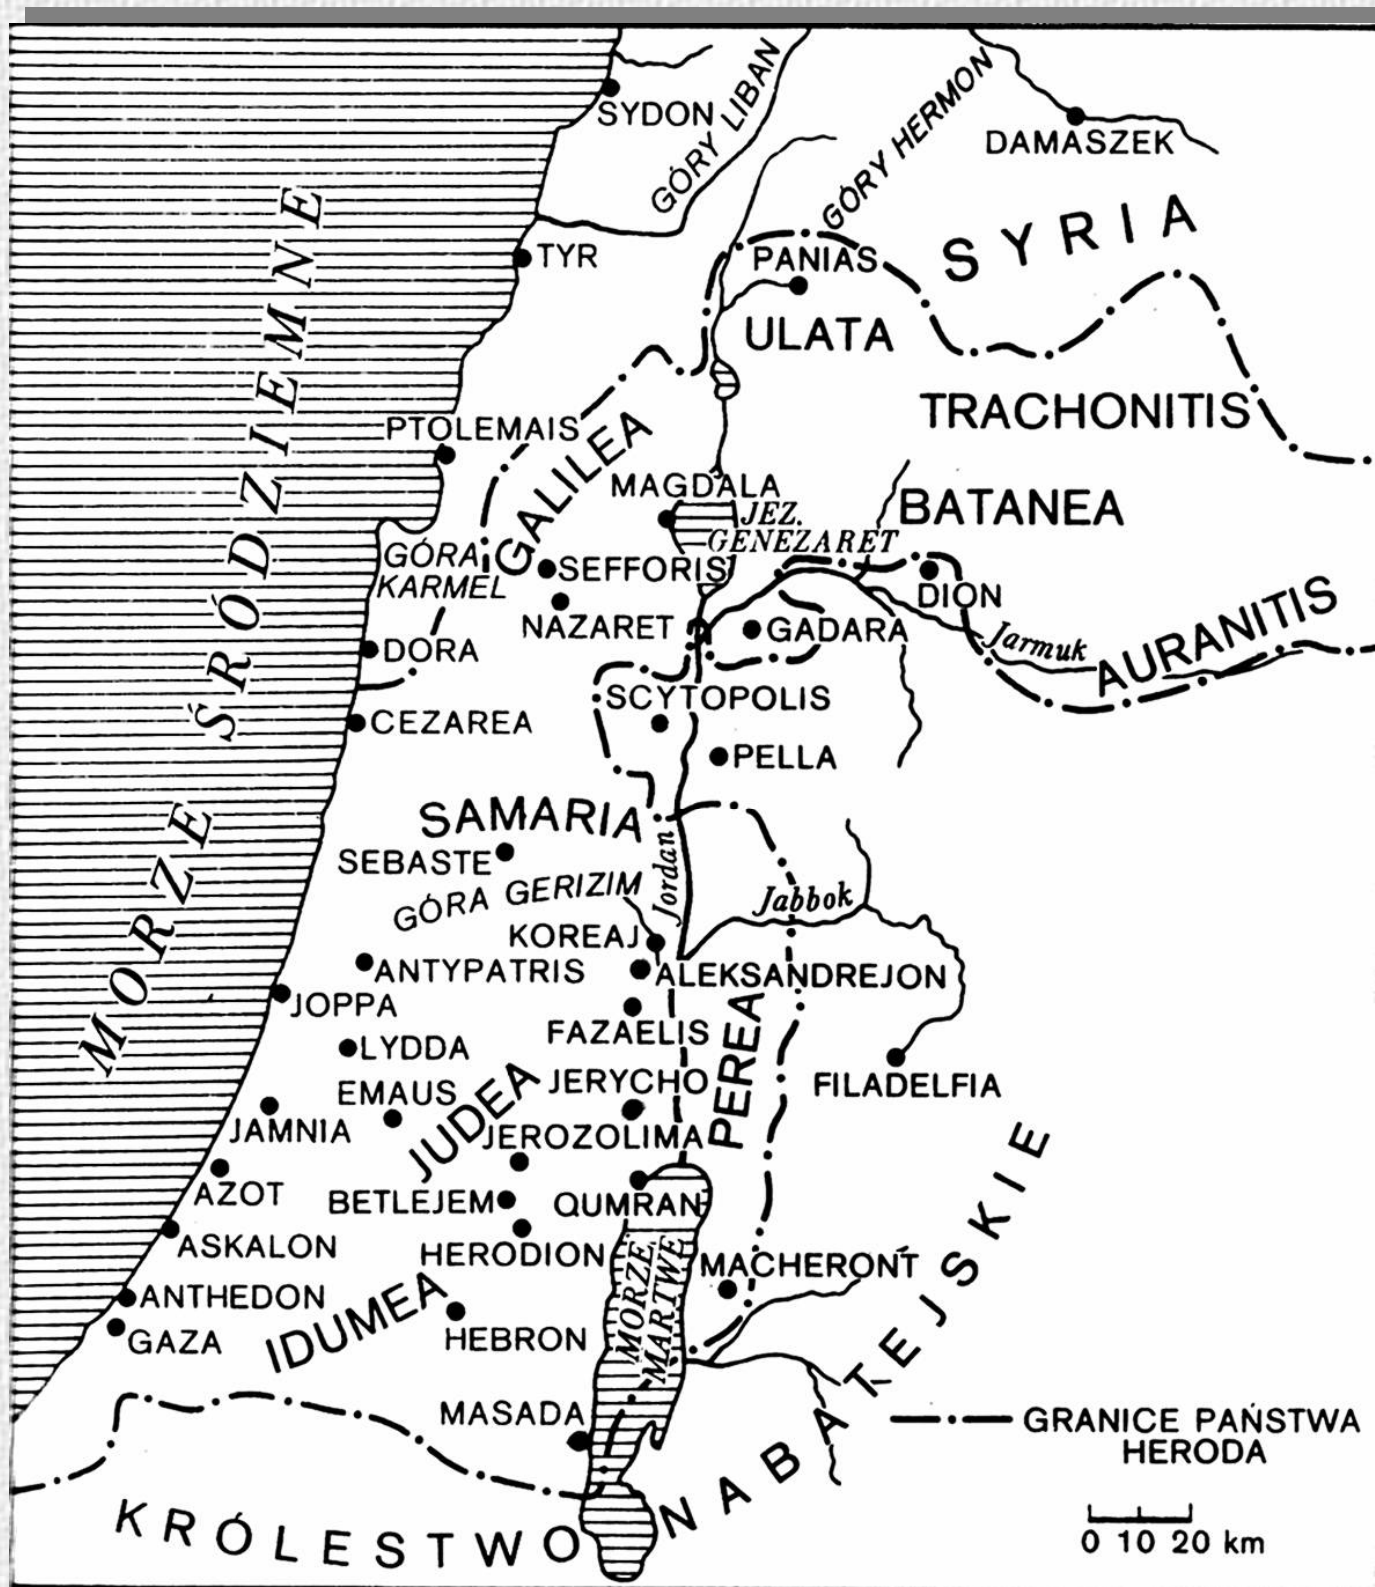 SYDON
GÓRY LIBAN
GÓRY HERMON
DAMASZEK
SYRIA
TYR
PANIAS
ULATA
TRACHONITIS
PTOLEMAIS
GALILEA
MAGDALA
JEZ.
GENEZARET
BATANEA
GÓRA
KARMEL
SEFFORIS
DION
NAZARET
GADARA
Jarmuk
AURANITIS
DORA
SCYTOPOLIS
CEZAREA
PELLA
MORZE ŚRÓDZIEMNE
SAMARIA
SEBASTE
GÓRA GERIZIM
Jordan
Jabbok
KOREAJ
ANTYPATRIS
ALEKSANDREJON
JOPPA
FAZAELIS
PEREA
LYDDA
EMAUS
JUDEA
JERYCHO
FILADELFIA
JAMNIA
JEROZOLIMA
AZOT
BETLEJEM
QUMRAN
ASKALON
HERODION
MORZE
MARTWE
MACHERONT
ANTHEDON
IDUMEA
GAZA
HEBRON
MASADA
KRÓLESTWO NABATEJSKIE
GRANICE PAŃSTWA
HERODA
0 10 20 km